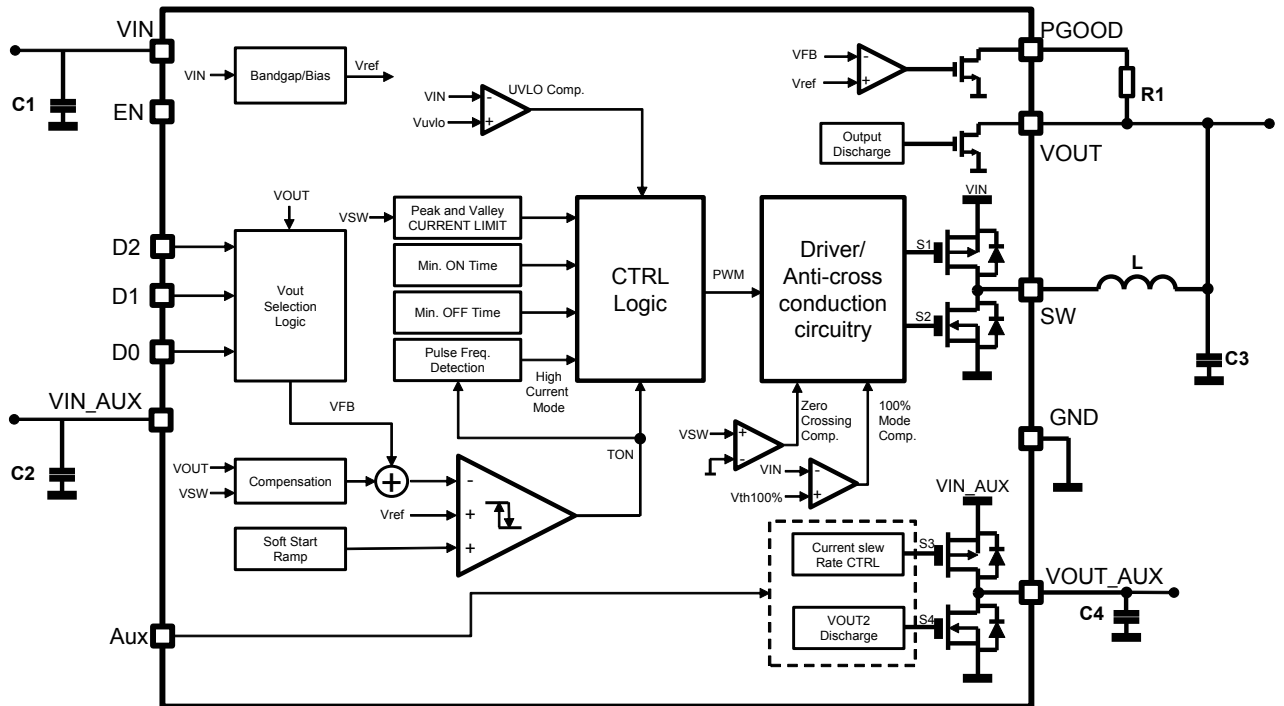 VIN
PGOOD
VIN
Bandgap/Bias
Vref
VFB
-
Vref
+
C1
EN
VIN
-
UVLO Comp.
Vuvlo
+
R1
Output
Discharge
VOUT
VOUT
VSW
Peak and Valley
CURRENT LIMIT
VIN
D2
D1
D0
Vout
Selection
Logic
Min. ON Time
Min. OFF Time
Pulse Freq.
Detection
High
Current
Mode
CTRL
Logic
PWM
Driver/
Anti-cross
conduction
circuitry
S1
S2
L
SW
C3
VIN_AUX
VFB
TON
VSW
+
-
Zero
Crossing
Comp.
100%
Mode
Comp.
VIN
-
Vth100%
+
GND
C2
VOUT
VSW
Compensation
+
-
Vref
+
+
Soft Start
Ramp
VIN_AUX
Current slew
Rate CTRL
S3
VOUT_AUX
C4
VOUT2
Discharge
S4
Aux